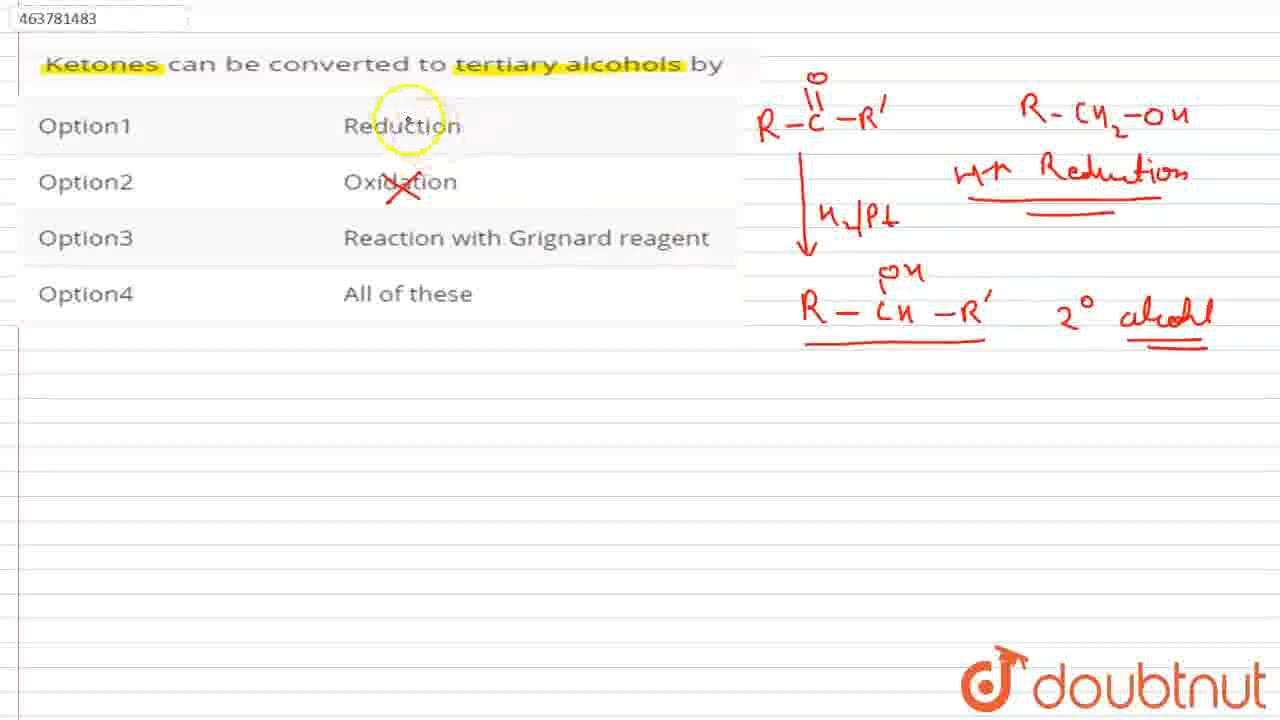 463781483
Ketones can be converted to tertiary alcohols by
Option1 Reduction
Option2 Oxidation
Option3 Reaction with Grignard reagent
Option4 All of these
O
R-C-R'
R-CH2-OH
Reduction
H2/Pt
OH
R-CH-R'
2° alcohol
doubtnut